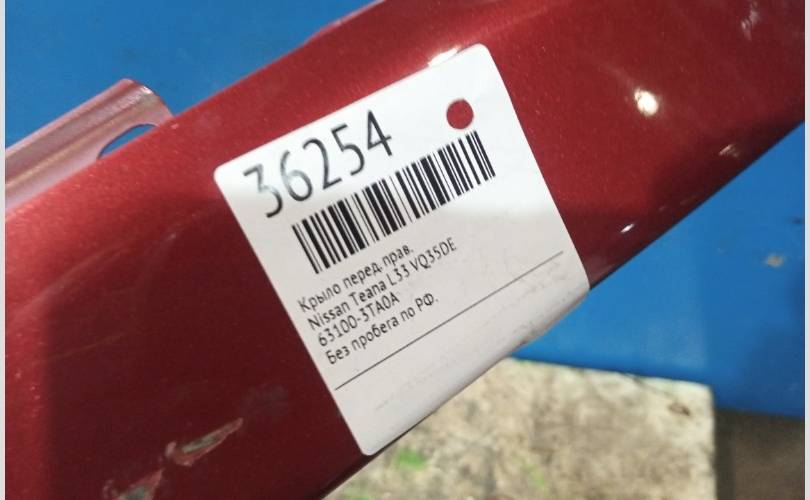 36254
Крыло перед. прав.
Nissan Teana L33 VQ35DE
63100-3TA0A
Без пробега по РФ.